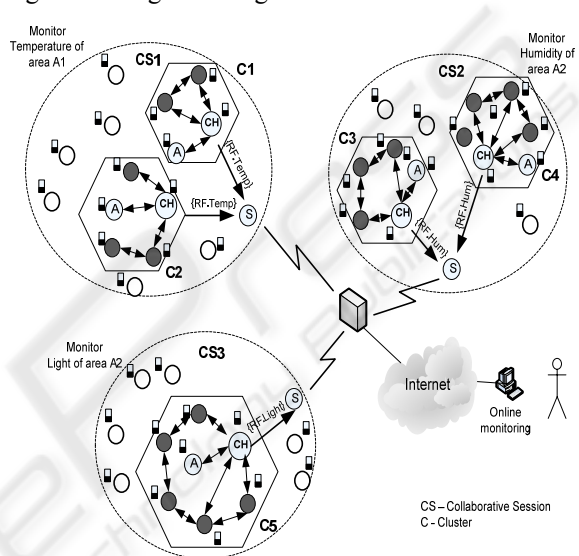 Monitor
Temperature of
area A1
CS1
C1
CH
A
{RF.Temp}
A
CH
{RF.Temp}
S
C2
Monitor
Humidity of
area A2
CS2
C3
A
CH
{RF.Hum}
CH
A
C4
{RF.Hum}
S
Monitor
Light of area A2
CS3
S
{RF.Light}
CH
A
C5
Internet
Online
monitoring
CS – Collaborative Session
C - Cluster